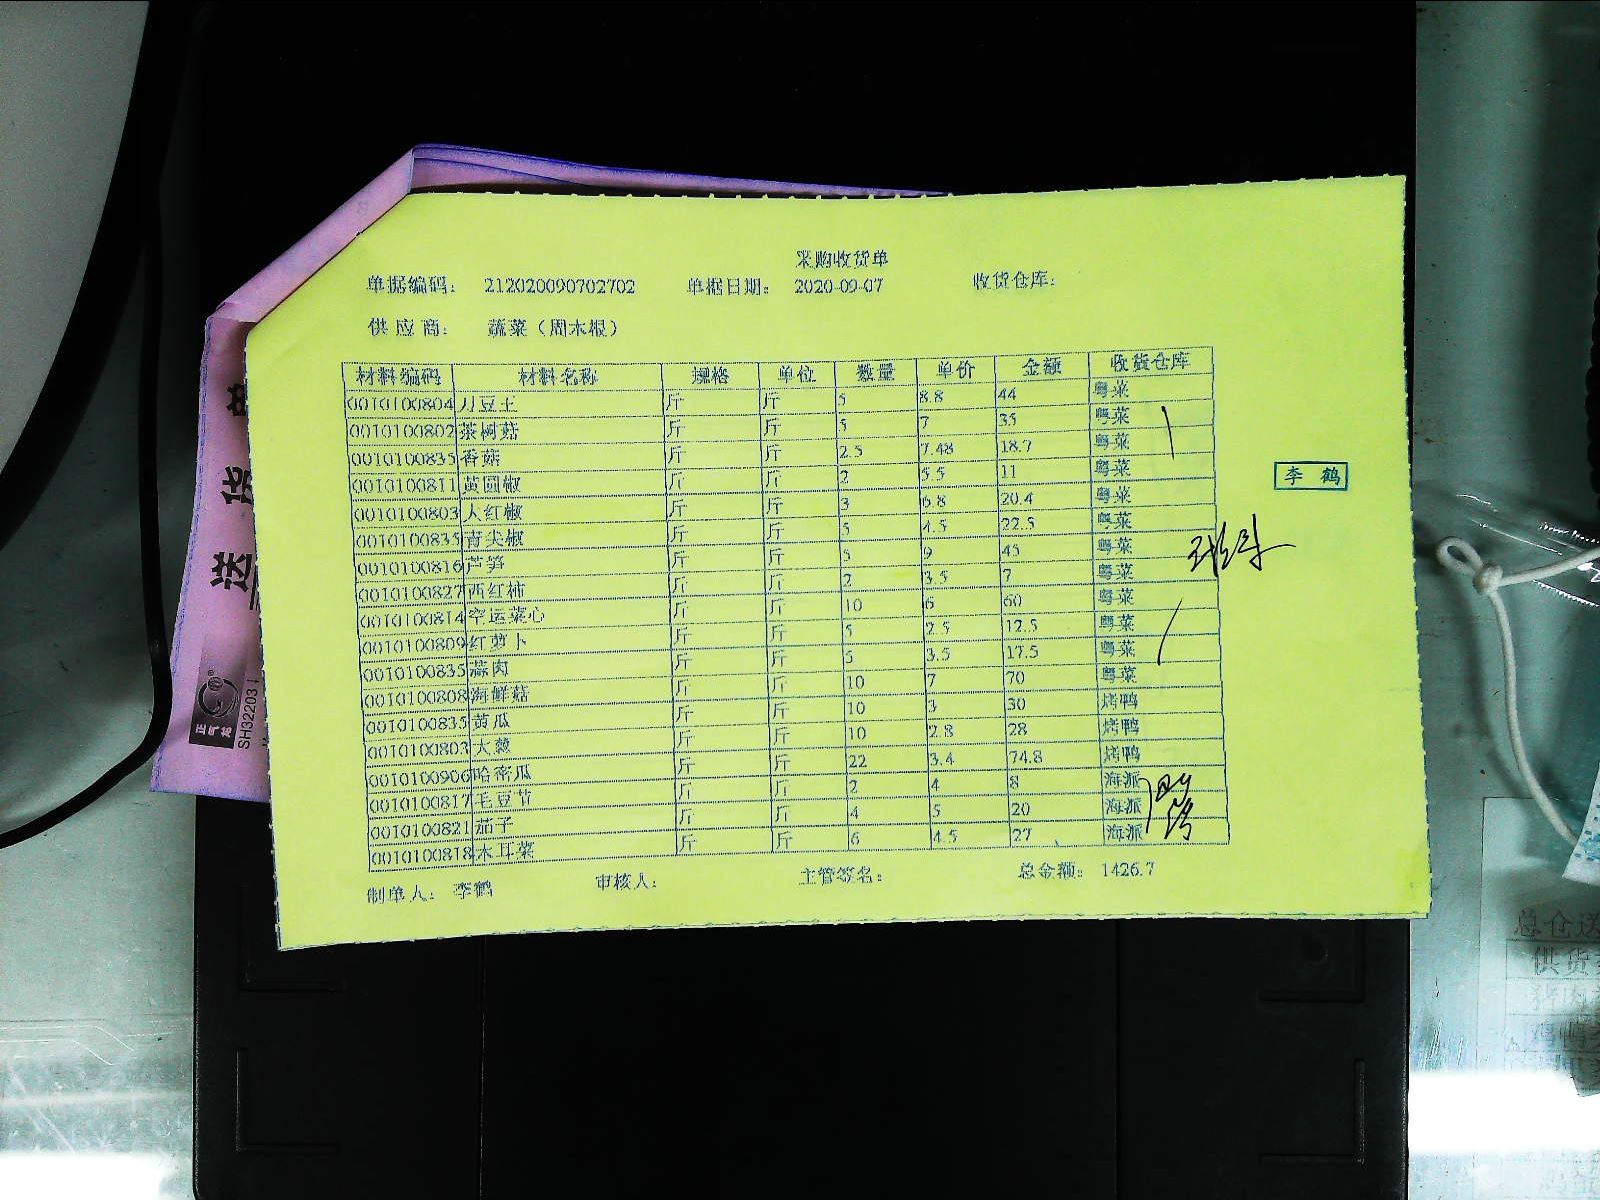 采购收货单
单据编码： 212020090702702 单据日期： 2020-09-07 收货仓库：
供应商： 蔬菜（周木根）
材料编码 材料名称 规格 单位 数量 单价 金额 收货仓库
0010100804 刀豆王 斤 斤 5 8.8 44 粤菜
0010100802 茶树菇 斤 斤 5 7 35 粤菜
0010100835 香菇 斤 斤 2.5 7.48 18.7 粤菜
0010100811 黄圆椒 斤 斤 2 5.5 11 粤菜
0010100803 大红椒 斤 斤 3 6.8 20.4 粤菜
0010100835 青尖椒 斤 斤 5 4.5 22.5 粤菜
0010100816 芦笋 斤 斤 5 9 45 粤菜
0010100827 西红柿 斤 斤 2 3.5 7 粤菜
0010100814 空运菜心 斤 斤 10 6 60 粤菜
0010100809 红萝卜 斤 斤 5 2.5 12.5 粤菜
0010100835 蒜肉 斤 斤 5 3.5 17.5 粤菜
0010100808 海鲜菇 斤 斤 10 7 70 粤菜
0010100835 黄瓜 斤 斤 10 3 30 烤鸭
0010100803 大葱 斤 斤 10 2.8 28 烤鸭
0010100906 哈密瓜 斤 斤 22 3.4 74.8 烤鸭
0010100817 毛豆节 斤 斤 2 4 8 海派
0010100821 茄子 斤 斤 4 5 20 海派
0010100818 木耳菜 斤 斤 6 4.5 27 海派
制单人： 李鹤 审核人： 主管签名： 总金额： 1426.7
李鹤
送 货
正气苑
SH32203
总仓送
供货